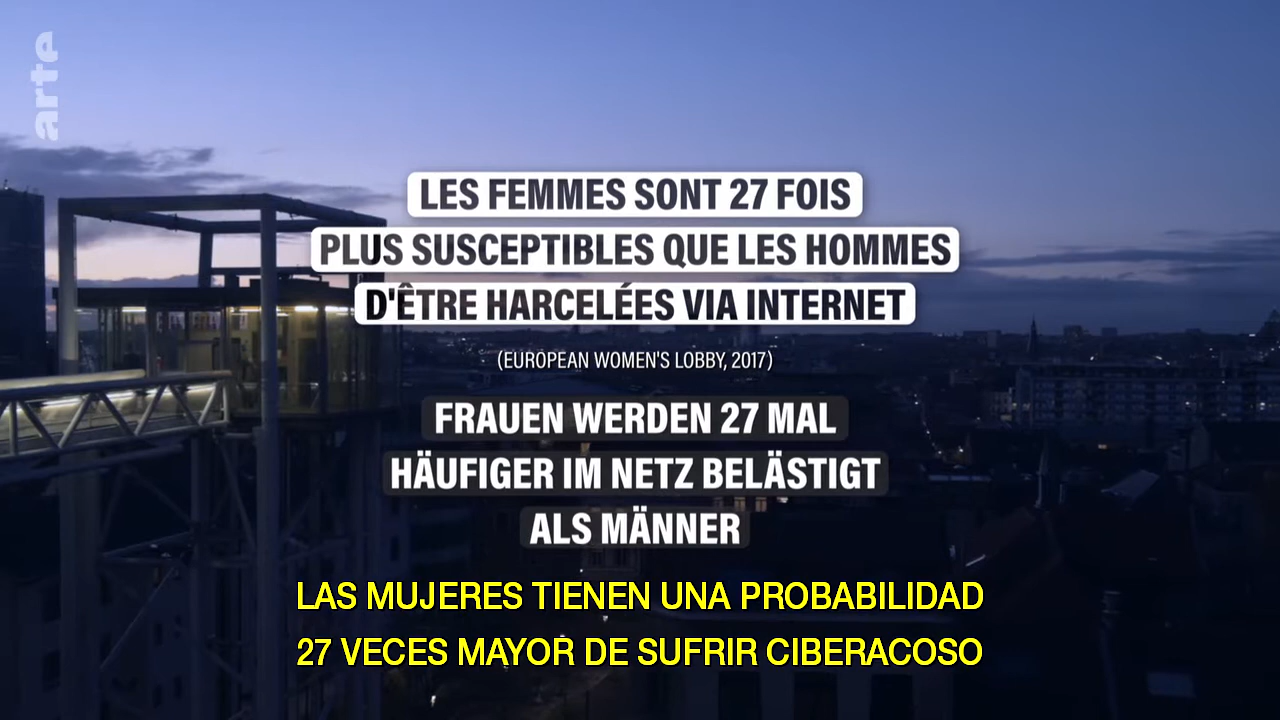 arte
LES FEMMES SONT 27 FOIS
PLUS SUSCEPTIBLES QUE LES HOMMES
D'ÊTRE HARCELÉES VIA INTERNET
(EUROPEAN WOMEN'S LOBBY, 2017)
FRAUEN WERDEN 27 MAL
HÄUFIGER IM NETZ BELÄSTIGT
ALS MÄNNER
LAS MUJERES TIENEN UNA PROBABILIDAD
27 VECES MAYOR DE SUFRIR CIBERACOSO